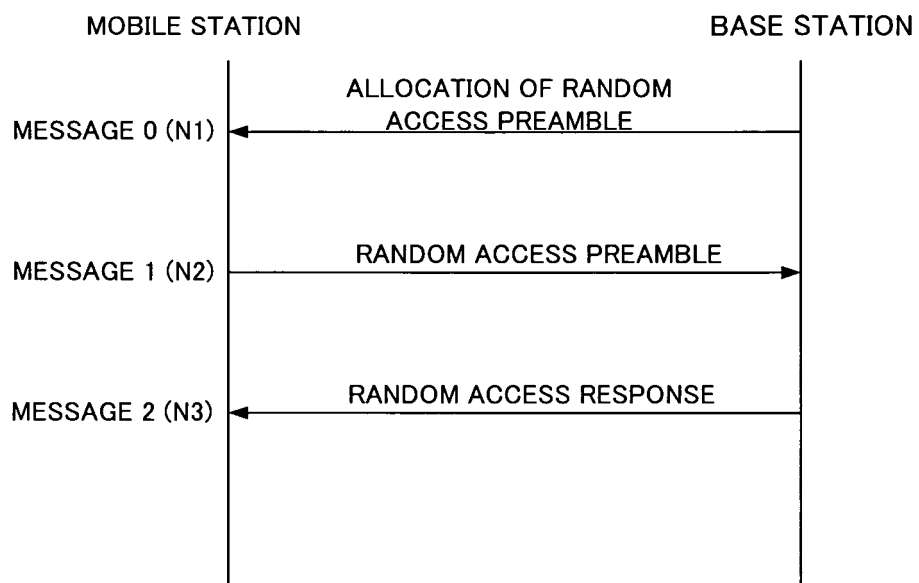 MOBILE STATION
BASE STATION
ALLOCATION OF RANDOM
ACCESS PREAMBLE
MESSAGE 0 (N1)
RANDOM ACCESS PREAMBLE
MESSAGE 1 (N2)
RANDOM ACCESS RESPONSE
MESSAGE 2 (N3)